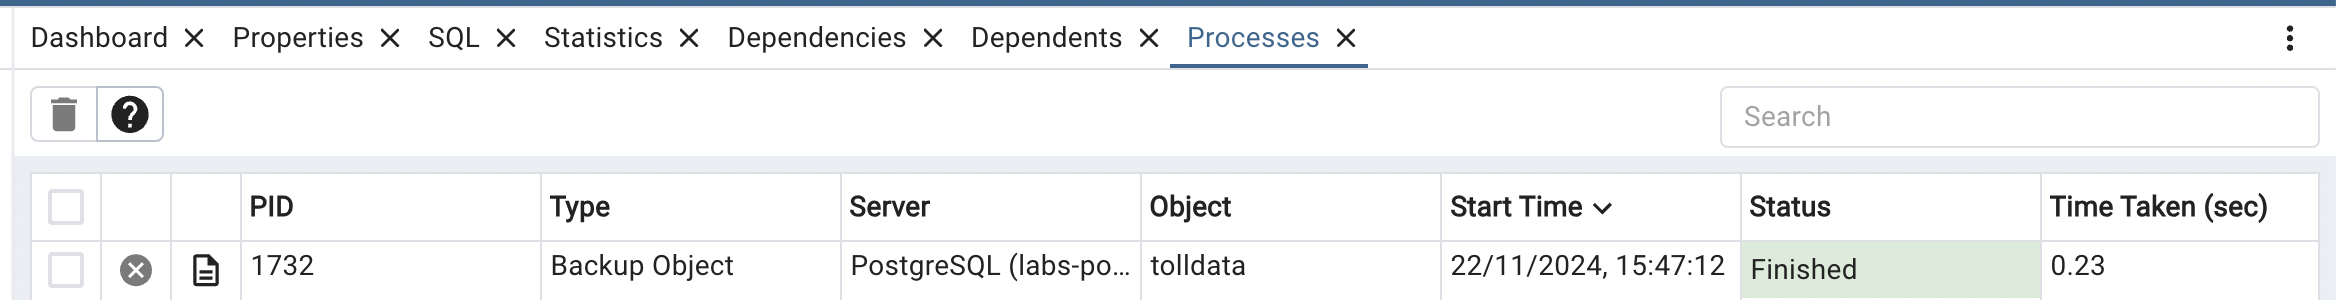 Dashboard Properties SQL Statistics Dependencies Dependents Processes
Search
PID Type Server Object Start Time Status Time Taken (sec)
1732 Backup Object PostgreSQL (labs-po... tolldata 22/11/2024, 15:47:12 Finished 0.23